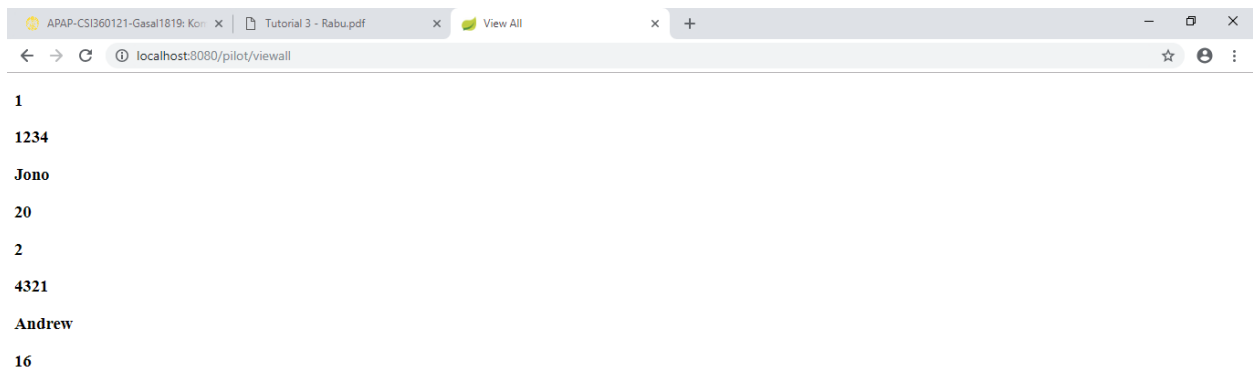 APAP-CSI360121-Gasal1819: Kom
Tutorial 3 - Rabu.pdf
View All
localhost:8080/pilot/viewall
1
1234
Jono
20
2
4321
Andrew
16